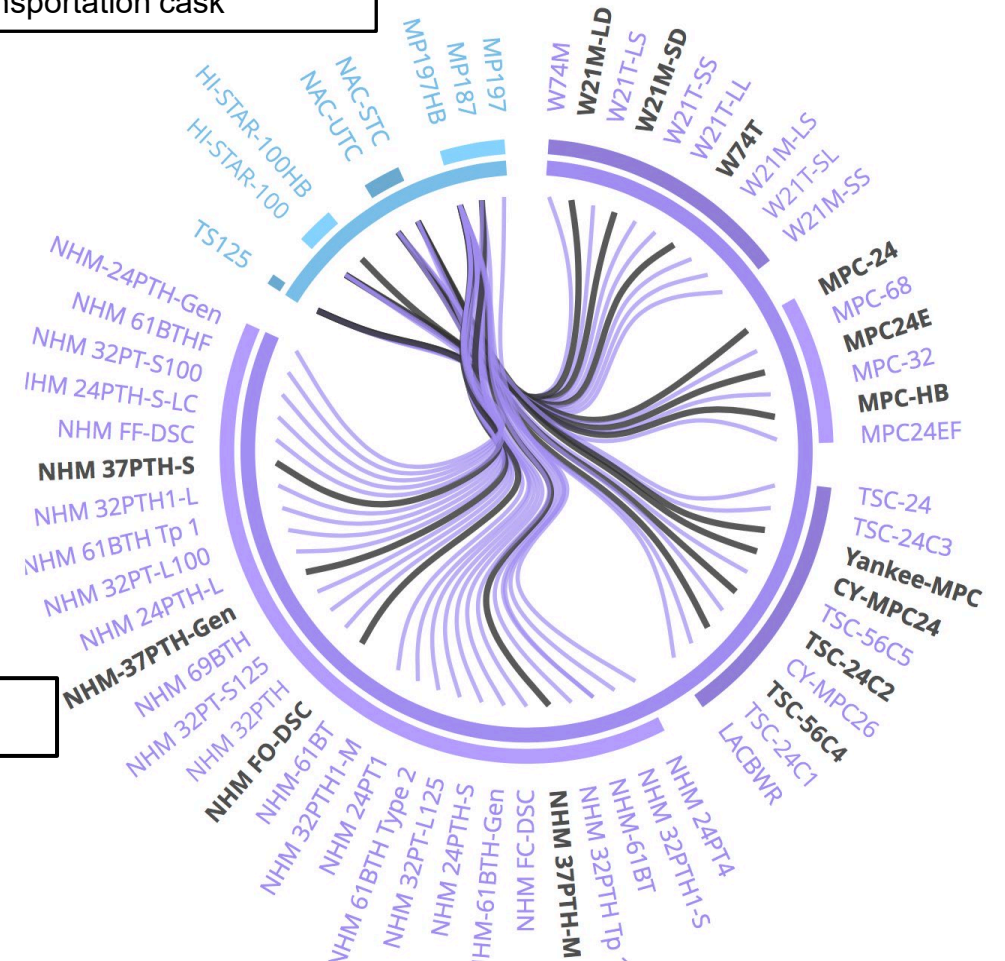 nsportation cask
MP197HB
MP187
MP197
NAC-STC
NAC-UTC
HI-STAR-100HB
HI-STAR-100
TS125
W74M
W21M-LD
W21T-LS
W21M-SD
W21T-SS
W21T-LL
W74T
W21M-LS
W21T-SL
W21M-SS
MPC-24
MPC-68
MPC24E
MPC-32
MPC-HB
MPC24EF
TSC-24
TSC-24C3
Yankee-MPC
CY-MPC24
TSC-56C5
TSC-24C2
CY-MPC26
TSC-56C4
TSC-24C1
LACBWR
NHM 24PT4
NHM 32PTH1-S
NHM-61BT
NHM 32PTH Tp
NHM 37PTH-M
NHM FC-DSC
HM-61BTH-Gen
NHM 24PTH-S
NHM 32PT-L125
NHM 61BTH Type 2
NHM 24PT1
NHM 32PTH1-M
NHM-61BT
NHM FO-DSC
NHM 32PTH
NHM 32PT-S125
NHM 69BTH
NHM-37PTH-Gen
NHM 24PTH-L
NHM 32PT-L100
NHM 61BTH Tp 1
NHM 32PTH1-L
NHM 37PTH-S
NHM FF-DSC
IHM 24PTH-S-LC
NHM 32PT-S100
NHM 61BTHF
NHM-24PTH-Gen